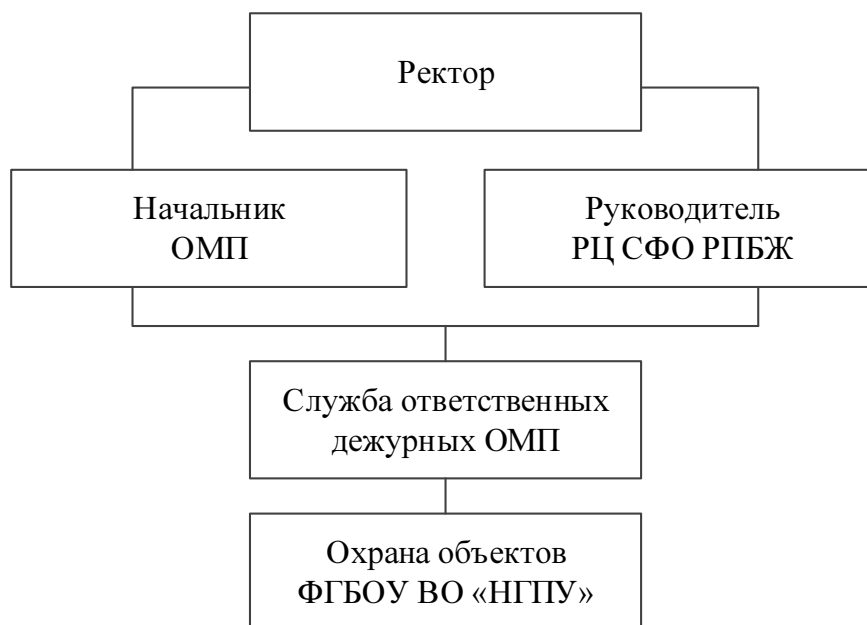 Ректор
Начальник
ОМП
Руководитель
РЦ СФО РПБЖ
Служба ответственных
дежурных ОМП
Охрана объектов
ФГБОУ ВО «НГПУ»